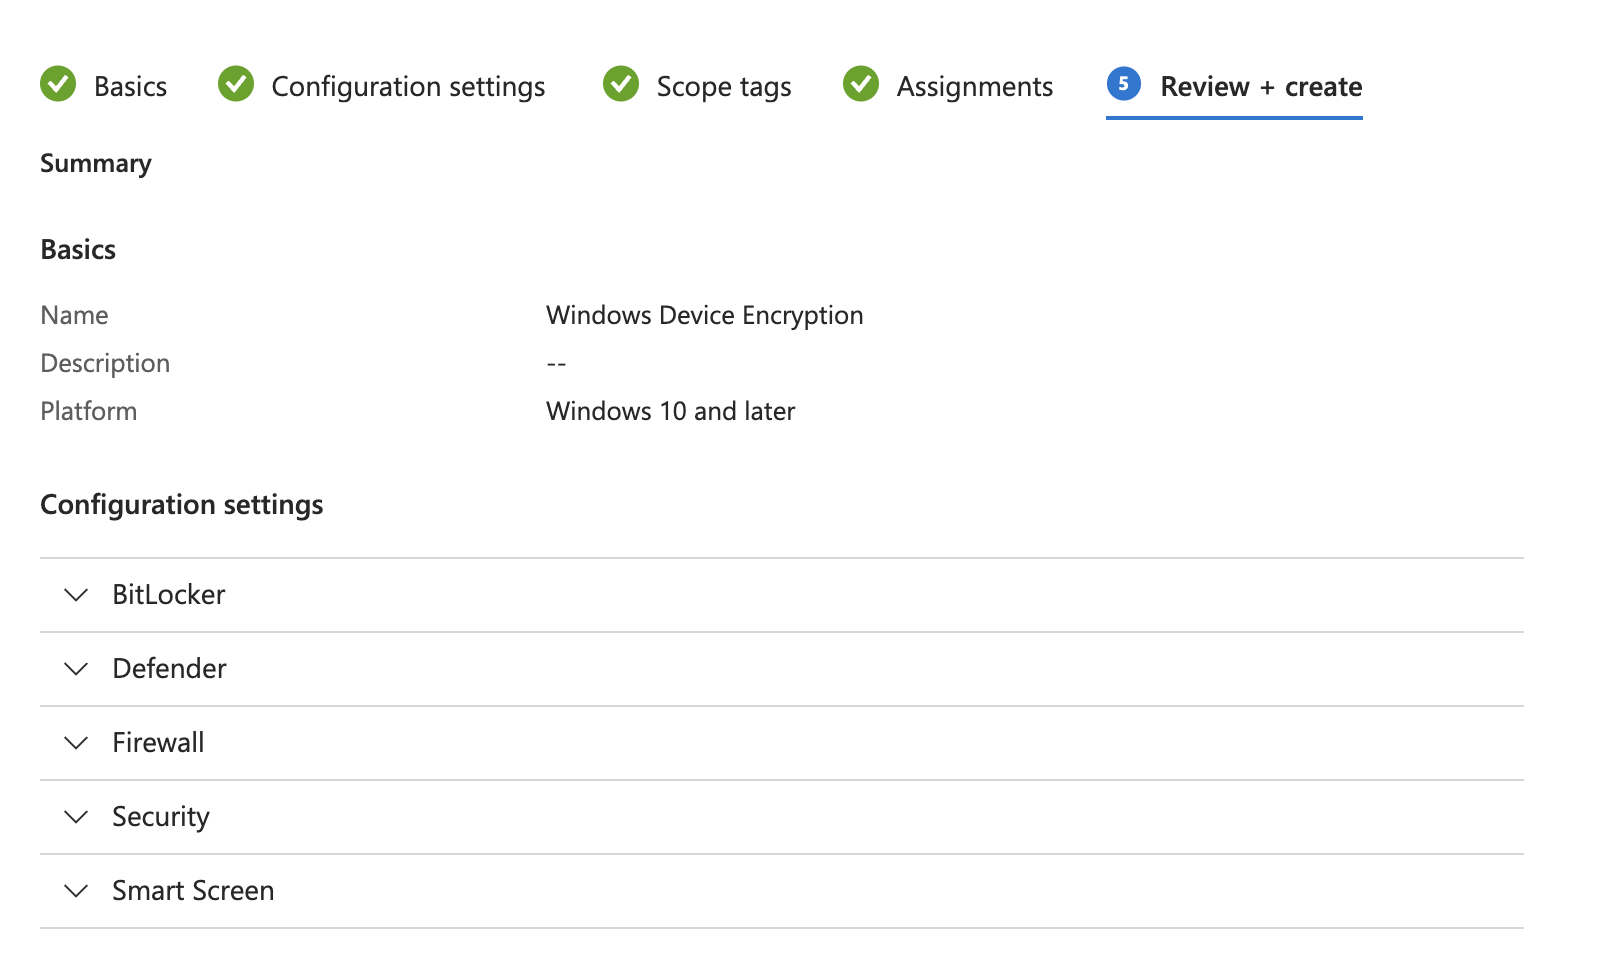 Basics Configuration settings Scope tags Assignments 5 Review + create
Summary
Basics
Name Windows Device Encryption
Description --
Platform Windows 10 and later
Configuration settings
BitLocker
Defender
Firewall
Security
Smart Screen